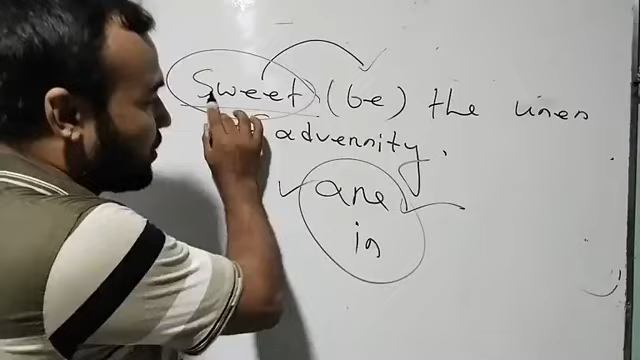 Sweet (be) the uses
adversity.
are
is